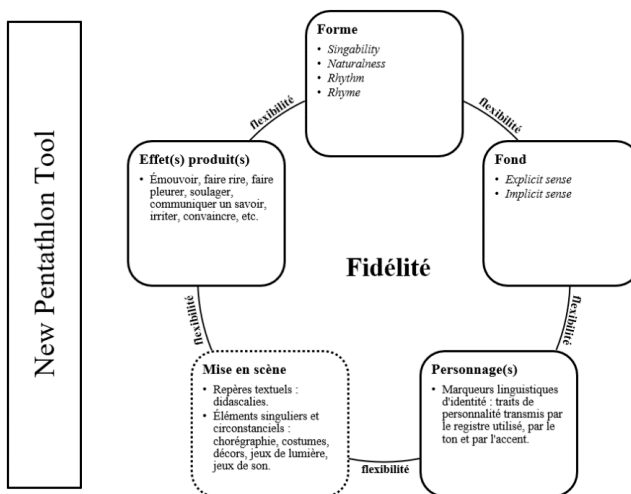 New Pentathlon Tool
Forme
• Singability
• Naturalness
• Rhythm
• Rhyme
flexibilité
flexibilité
Effet(s) produit(s)
• Émouvoir, faire rire, faire
pleurer, soulager,
communiquer un savoir,
irriter, convaincre, etc.
Fond
• Explicit sense
• Implicit sense
Fidélité
flexibilité
flexibilité
Mise en scène
• Repères textuels :
didascalies.
• Éléments singuliers et
circonstanciels :
chorégraphie, costumes,
décors, jeux de lumière,
jeux de son.
Personnage(s)
• Marqueurs linguistiques
d'identité : traits de
personnalité transmis par
le registre utilisé, par le
ton et par l'accent.
flexibilité